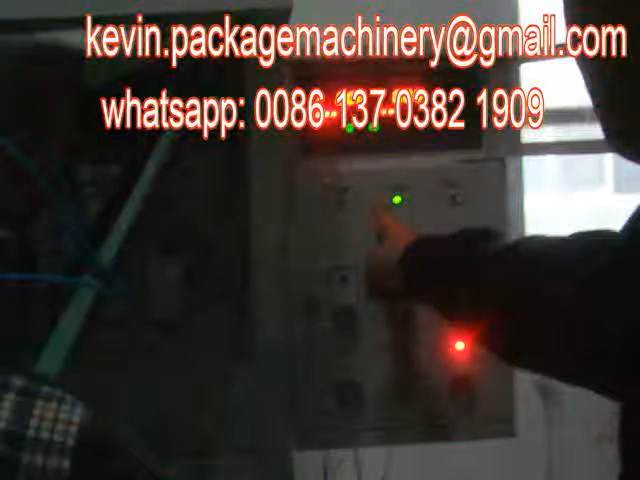 kevin.packagemachinery@gmail.com
whatsapp: 0086 137 0382 1909